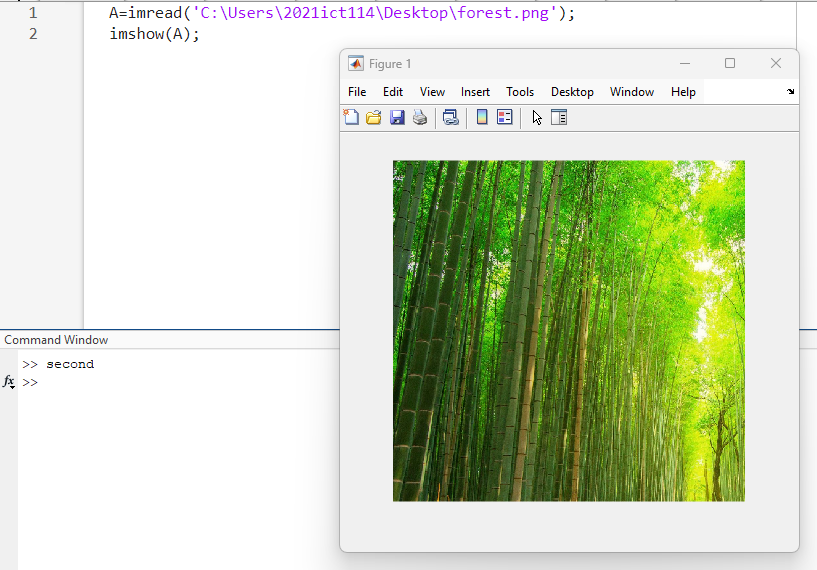 1 A=imread('C:\Users\2021ict114\Desktop\forest.png');
2 imshow(A);
Figure 1
File Edit View Insert Tools Desktop Window Help
Command Window
>> second
fx >>